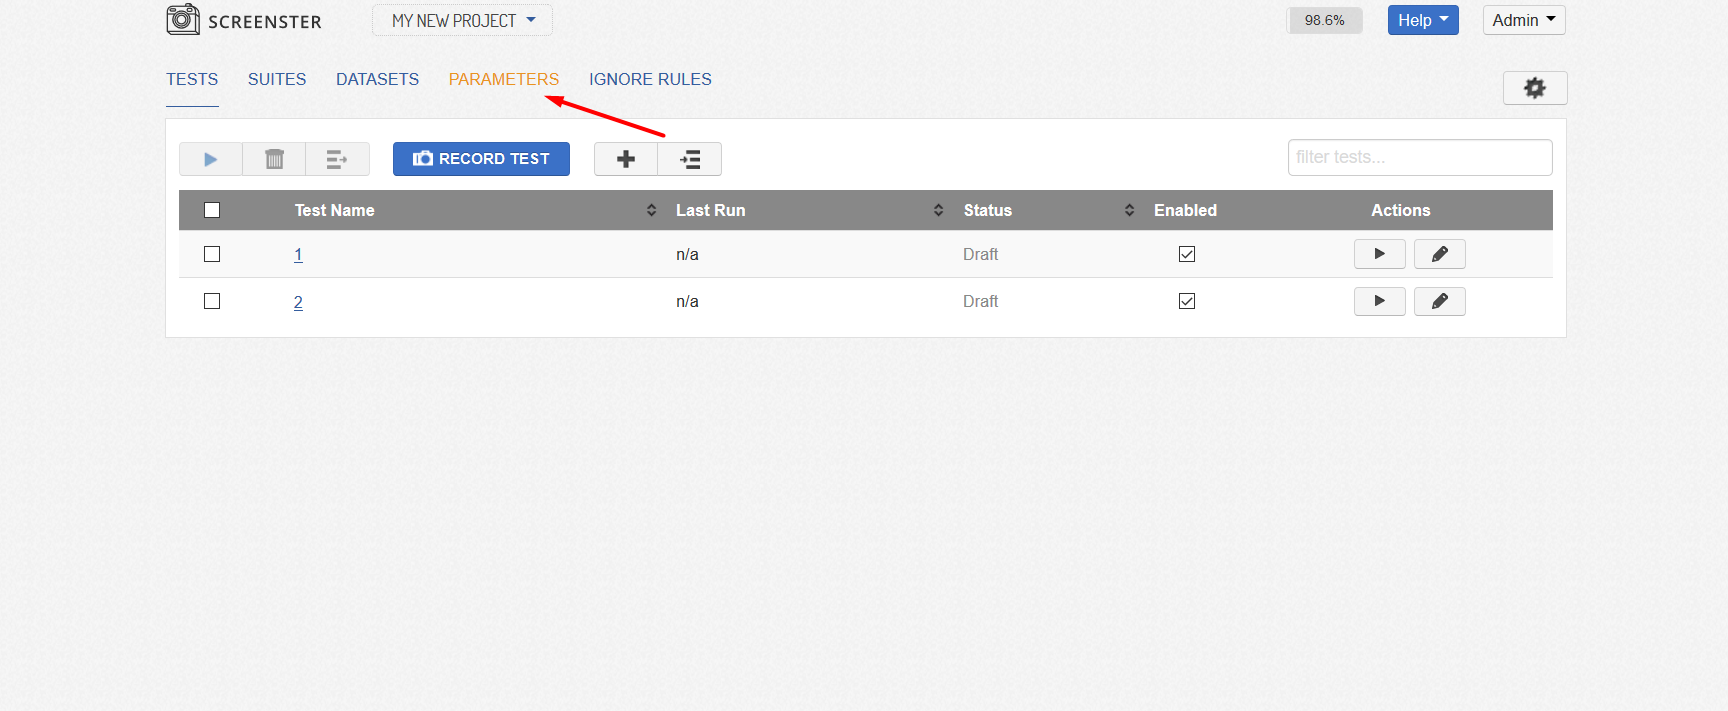 SCREENSTER MY NEW PROJECT 98.6% Help Admin
TESTS SUITES DATASETS PARAMETERS IGNORE RULES
RECORD TEST filter tests...
Test Name Last Run Status Enabled Actions
1 n/a Draft
2 n/a Draft